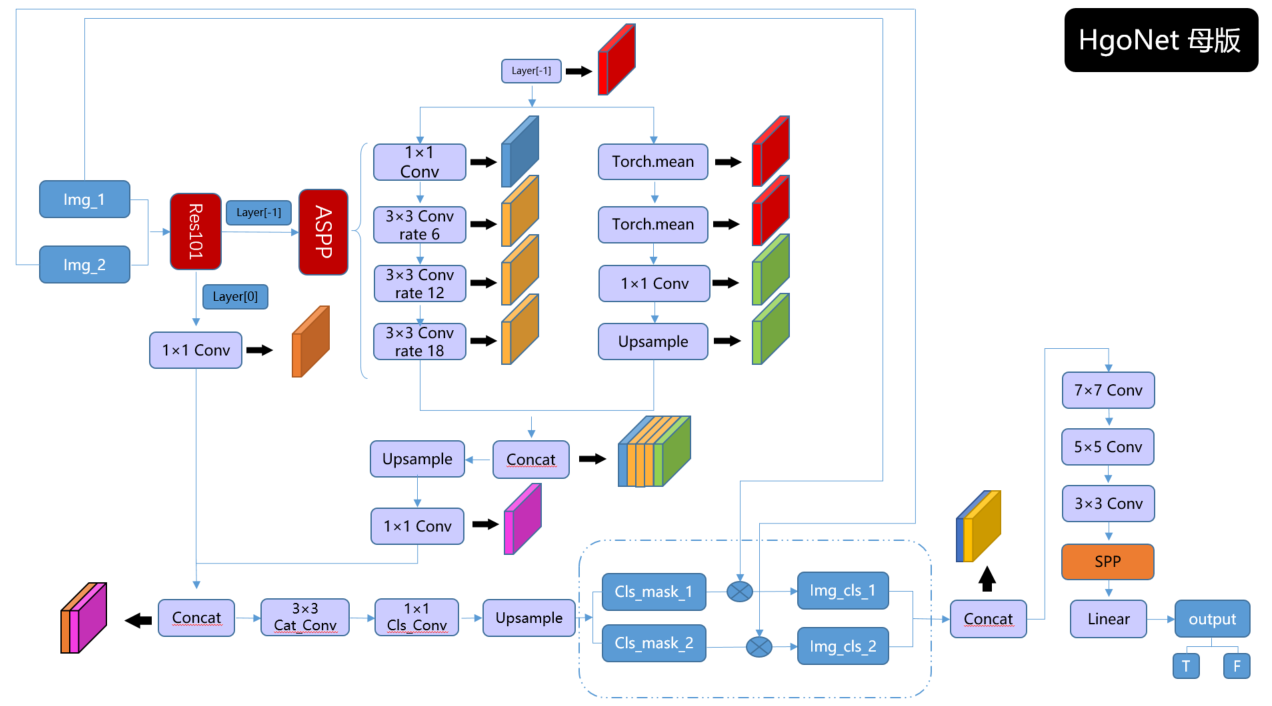 HgoNet 母版
Layer[-1]
1×1
Conv
3×3 Conv
rate 6
3×3 Conv
rate 12
3×3 Conv
rate 18
Torch.mean
Torch.mean
1×1 Conv
Upsample
Img_1
Img_2
Res101
Layer[-1]
ASPP
Layer[0]
1×1 Conv
Concat
Upsample
1×1 Conv
Concat
3×3
Cat_Conv
1×1
Cls_Conv
Upsample
Cls_mask_1
Cls_mask_2
Img_cls_1
Img_cls_2
Concat
7×7 Conv
5×5 Conv
3×3 Conv
SPP
Linear
output
T
F